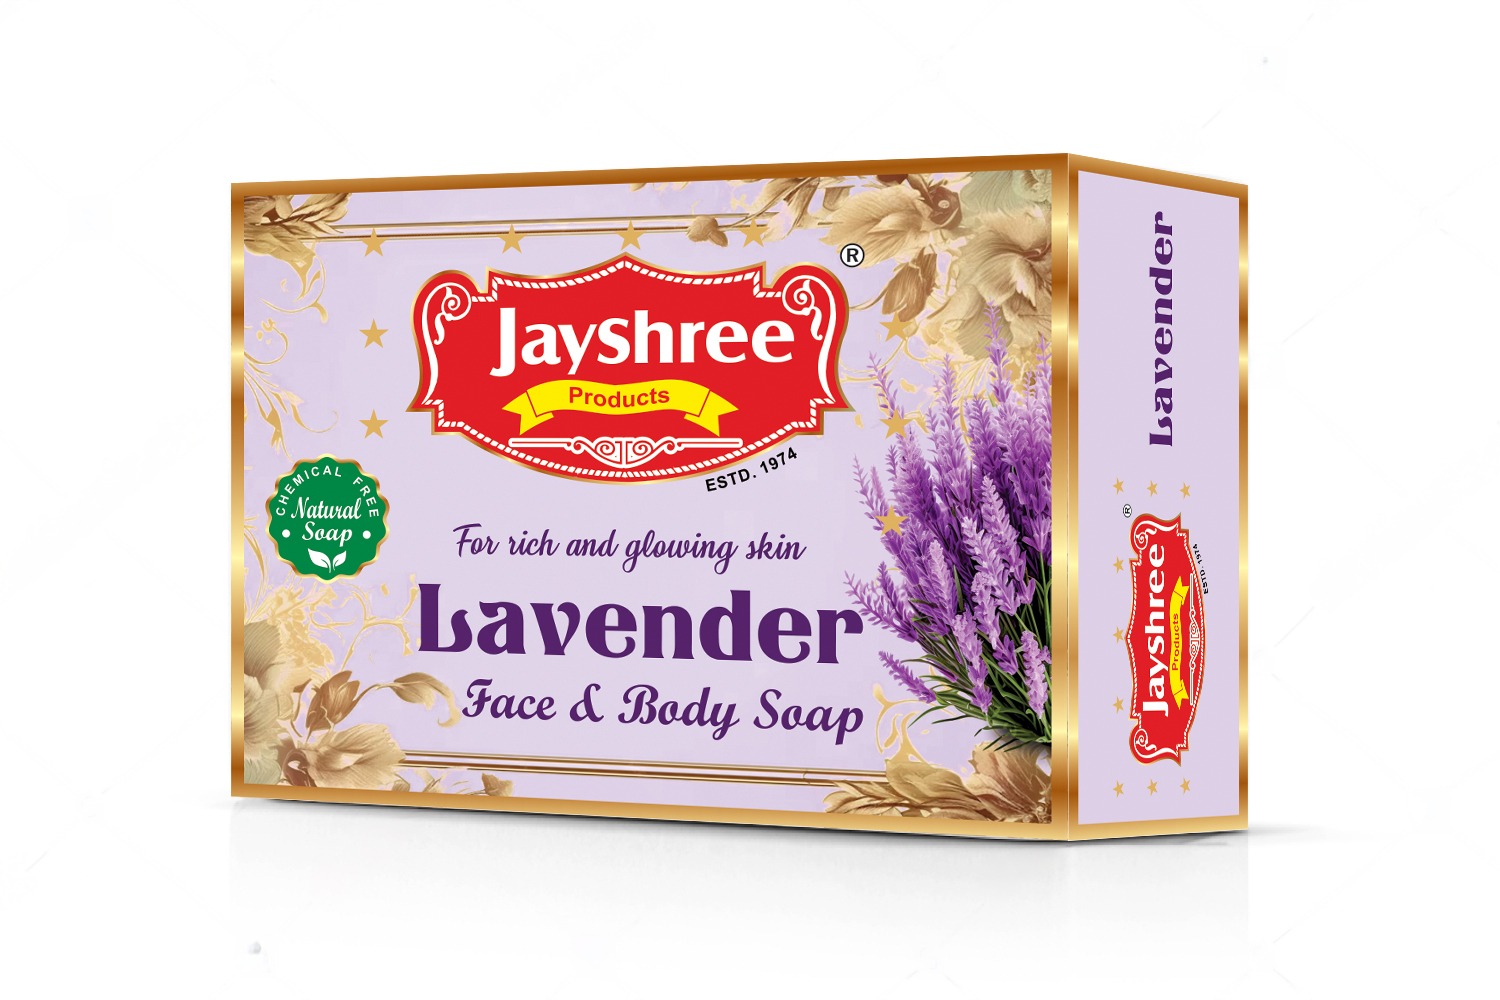 ®
Jayshree
Products
ESTD. 1974
CHEMICAL FREE
Natural
Soap
For rich and glowing skin
Lavender
Face & Body Soap
Lavender
®
Jayshree
Products
ESTD. 1974